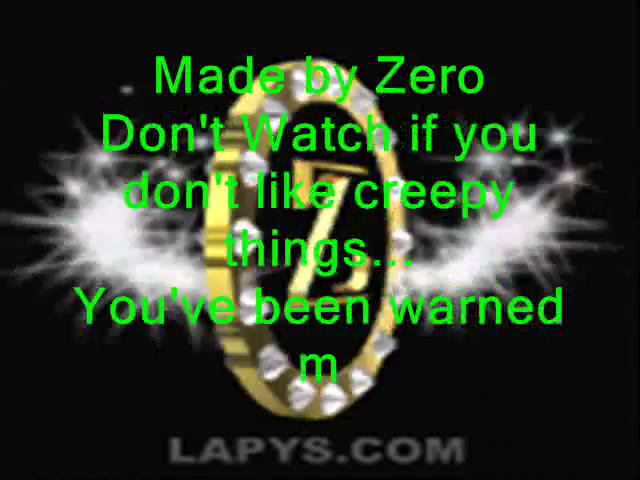 Made by Zero
Don't Watch if you
don't like creepy
things...
You've been warned
m
Z
LAPYS.COM